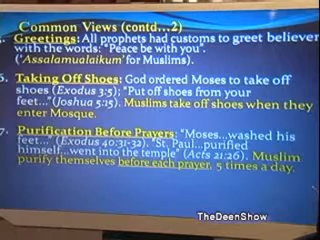 Common Views (contd...2)
Greetings: All prophets had customs to greet believer
with the words: "Peace be with you".
('Assalamualaikum' for Muslims).
Taking Off Shoes: God ordered Moses to take off
shoes (Exodus 3:5); "Put off shoes from your
feet..." (Joshua 5:15). Muslims take off shoes when they
enter Mosque.
7. Purification Before Prayers: "Moses...washed his
feet..." (Exodus 40:31-32). "St. Paul...purified
himself...went into the temple" (Acts 21:26). Muslim
purify themselves before each prayer, 5 times a day.
TheDeenShow